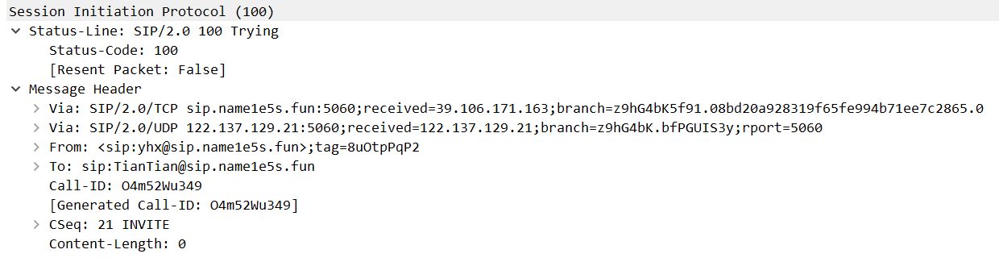 Session Initiation Protocol (100)
Status-Line: SIP/2.0 100 Trying
Status-Code: 100
[Resent Packet: False]
Message Header
Via: SIP/2.0/TCP sip.name1e5s.fun:5060;received=39.106.171.163;branch=z9hG4bK5f91.08bd20a928319f65fe994b71ee7c2865.0
Via: SIP/2.0/UDP 122.137.129.21:5060;received=122.137.129.21;branch=z9hG4bK.bfPGUIS3y;rport=5060
From: <sip:yhx@sip.name1e5s.fun>;tag=8uOtpPqP2
To: sip:TianTian@sip.name1e5s.fun
Call-ID: O4m52Wu349
[Generated Call-ID: O4m52Wu349]
CSeq: 21 INVITE
Content-Length: 0